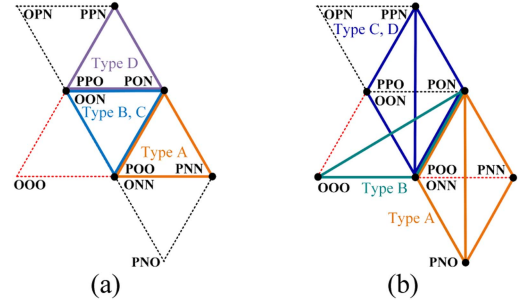 OPN PPN
Type D
PPO PON
OON
Type B, C
Type A
OOO POO PNN
ONN
PNO
(a)
OPN PPN
Type C, D
PPO PON
OON
OOO POO PNN
Type B ONN
Type A
PNO
(b)